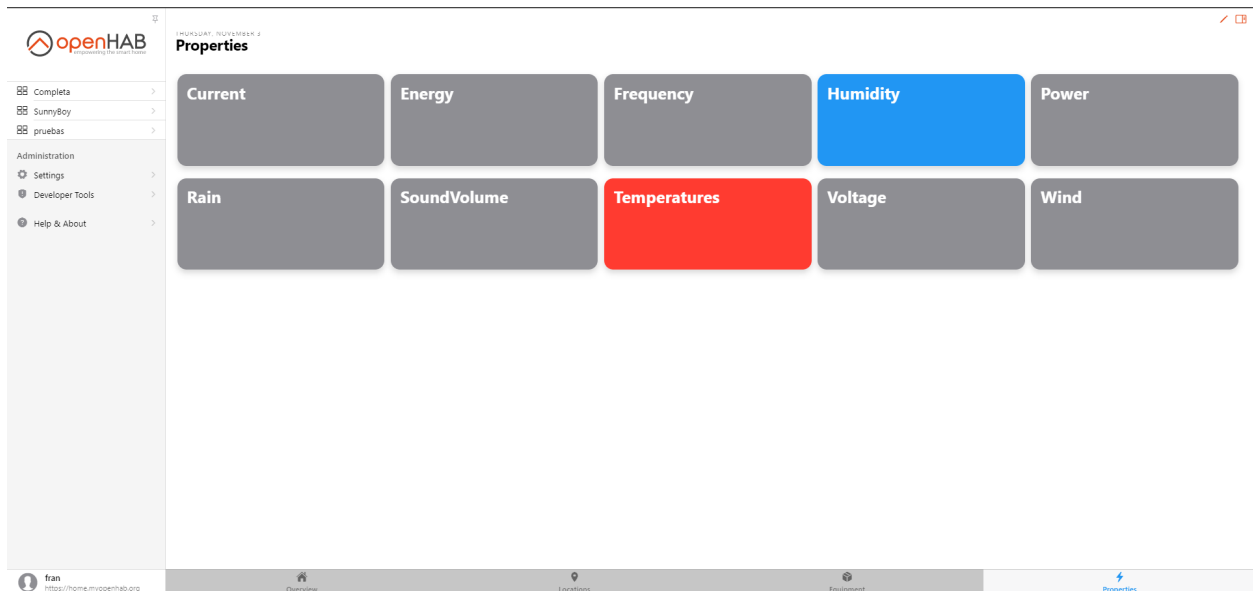 openHAB
empowering the smart home
Completa
SunnyBoy
pruebas
Administration
Settings
Developer Tools
Help & About
fran
https://home.myopenhab.org
THURSDAY, NOVEMBER 3
Properties
Current
Energy
Frequency
Humidity
Power
Rain
SoundVolume
Temperatures
Voltage
Wind
Overview
Locations
Equipment
Properties